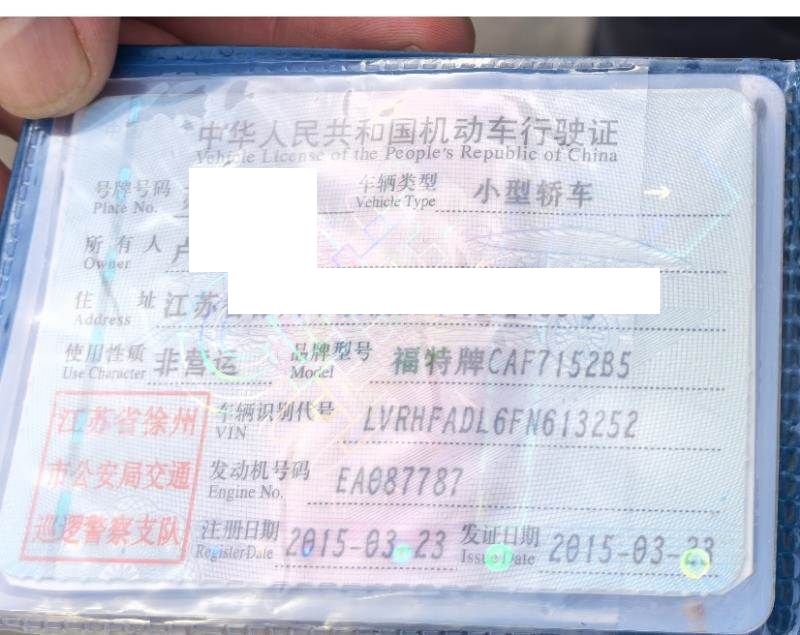 中华人民共和国机动车行驶证
Vehicle License of the People's Republic of China
号牌号码 车辆类型 小型轿车
Plate No. Vehicle Type
所有人 卢
Owner
住址 江苏
Address
使用性质 非营运 品牌型号 福特牌CAF7152B5
Use Character Model
江苏省徐州 车辆识别代号 LVRHFADL6FN613252
VIN
市公安局交通 发动机号码 EA087787
Engine No.
巡逻警察支队 注册日期 2015-03-23 发证日期 2015-03-23
Register Date Issue Date